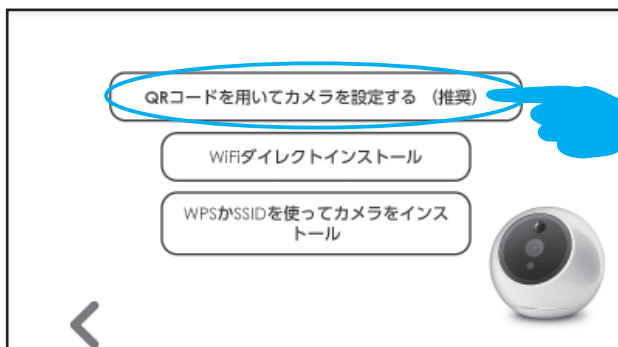 QRコードを用いてカメラを設定する （推奨）
WiFiダイレクトインストール
WPSかSSIDを使ってカメラをインス
トール